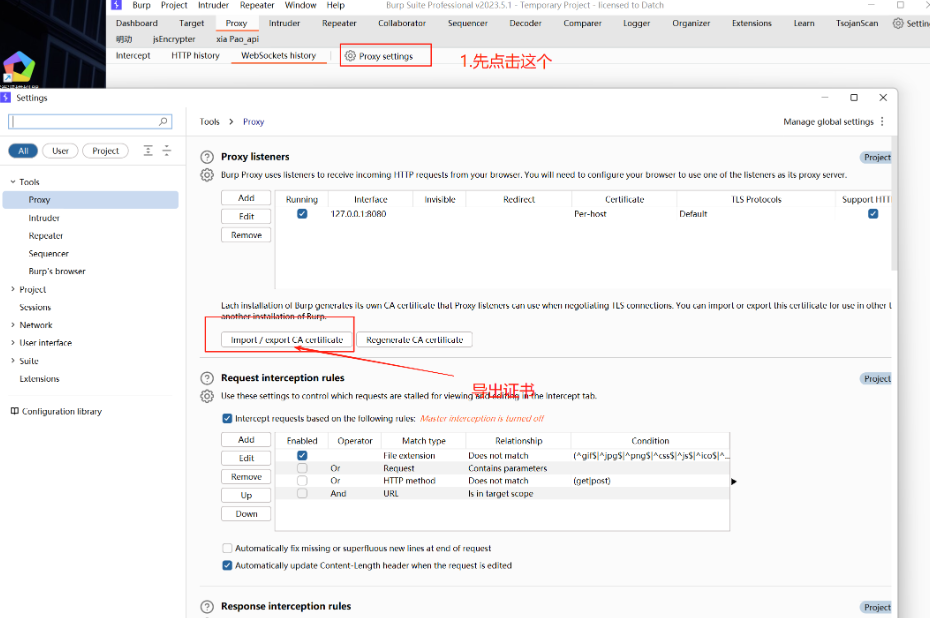 Burp Project Intruder Repeater Window Help Burp Suite Professional v2023.5.1 - Temporary Project - licensed to Datch
Dashboard Target Proxy Intruder Repeater Collaborator Sequencer Decoder Comparer Logger Organizer Extensions Learn TsojanScan Settin
明动 jsEncrypter xia Pao_api
Intercept HTTP history WebSockets history Proxy settings
1.先点击这个
Settings
Tools > Proxy Manage global settings
All User Project
Tools
Proxy
Intruder
Repeater
Sequencer
Burp's browser
Project
Sessions
Network
User interface
Suite
Extensions
Configuration library
Proxy listeners Project
Burp Proxy uses listeners to receive incoming HTTP requests from your browser. You will need to configure your browser to use one of the listeners as its proxy server.
Add
Edit
Remove
Running Interface Invisible Redirect Certificate TLS Protocols Support HTT
127.0.0.1:8080 Per-host Default
Each installation of Burp generates its own CA certificate that Proxy listeners can use when negotiating TLS connections. You can import or export this certificate for use in other t
another installation of Burp.
Import / export CA certificate Regenerate CA certificate
导出证书
Request interception rules Project
Use these settings to control which requests are stalled for viewing and editing in the Intercept tab.
Intercept requests based on the following rules: Master interception is turned off
Add
Edit
Remove
Up
Down
Enabled Operator Match type Relationship Condition
File extension Does not match (^gif$|^jpg$|^png$|^css$|^js$|^ico$|^...
Or Request Contains parameters
Or HTTP method Does not match (get|post)
And URL Is in target scope
Automatically fix missing or superfluous new lines at end of request
Automatically update Content-Length header when the request is edited
Response interception rules Project